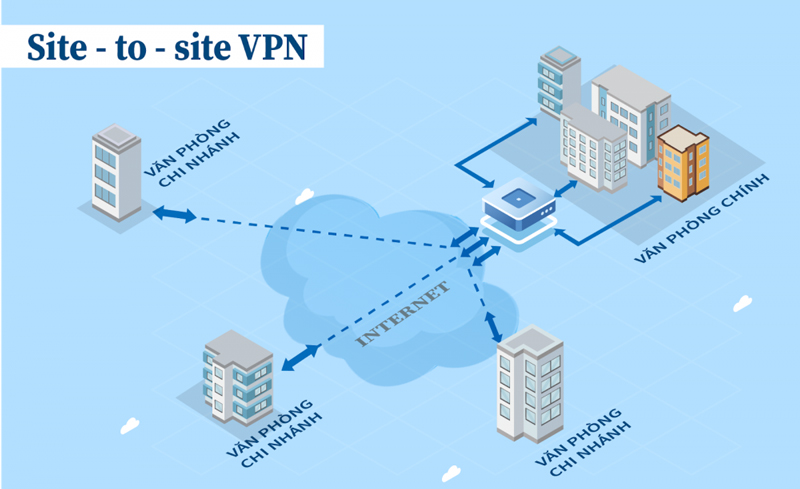 Site - to - site VPN
VĂN PHÒNG
CHI NHÁNH
VĂN PHÒNG CHÍNH
INTERNET
VĂN PHÒNG
CHI NHÁNH
VĂN PHÒNG
CHI NHÁNH